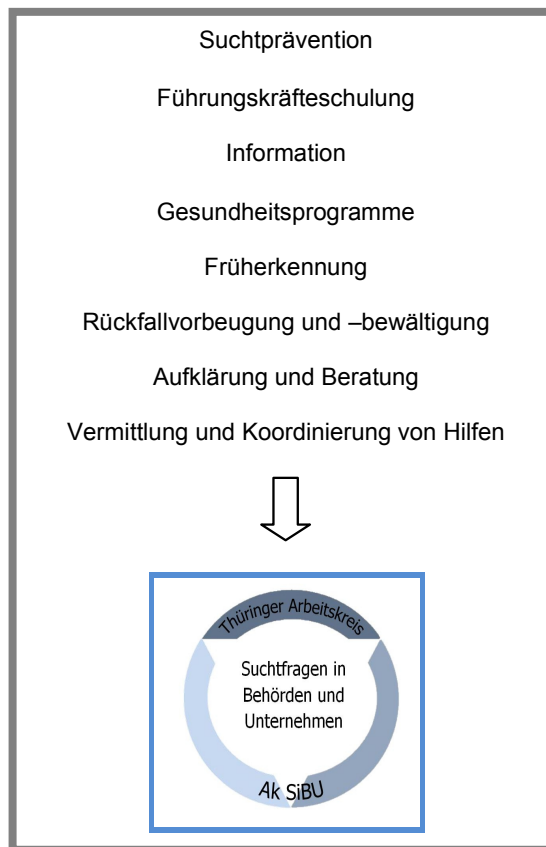 Suchtprävention
Führungskräfteschulung
Information
Gesundheitsprogramme
Früherkennung
Rückfallvorbeugung und –bewältigung
Aufklärung und Beratung
Vermittlung und Koordinierung von Hilfen
Thüringer Arbeitskreis
Suchtfragen in
Behörden und
Unternehmen
Ak SiBU